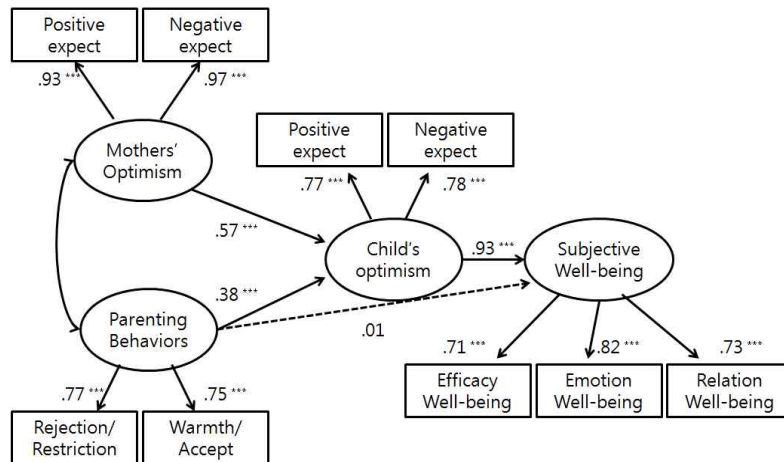 Positive
expect
Negative
expect
.93 ***
.97 ***
Mothers'
Optimism
Positive
expect
Negative
expect
.77 ***
.78 ***
.57 ***
Child's
optimism
.93 ***
Subjective
Well-being
.38 ***
Parenting
Behaviors
.01
.71 ***
.82 ***
.73 ***
.77 ***
.75 ***
Efficacy
Well-being
Emotion
Well-being
Relation
Well-being
Rejection/
Restriction
Warmth/
Accept